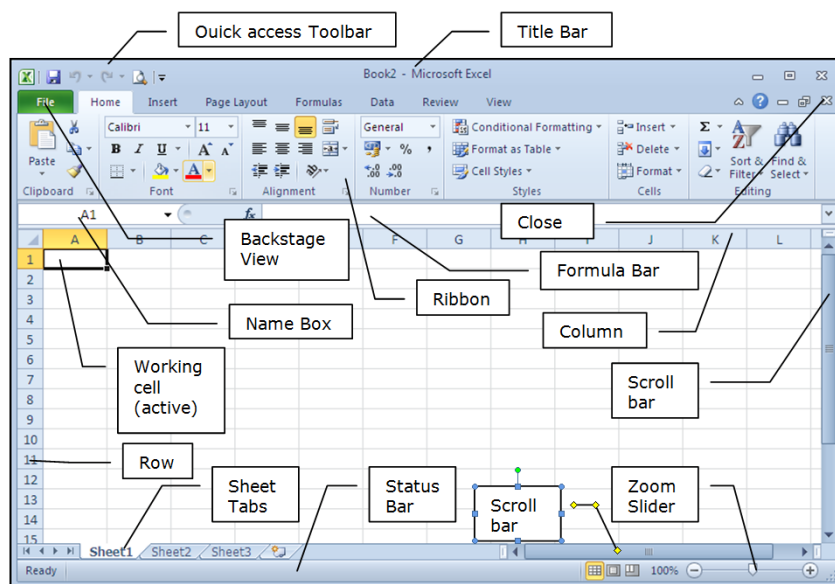 Ouick access Toolbar
Title Bar
Book2 - Microsoft Excel
File Home Insert Page Layout Formulas Data Review View
Calibri 11 General Conditional Formatting Insert Σ
Paste B I U A A A $ % , Format as Table Delete Sort & Find &
Cell Styles Format Filter Select
Clipboard Font Alignment Number Styles Cells Editing
A1 fx
Close
A B C F G H I J K L
Backstage
View
Formula Bar
Ribbon
Name Box
Column
Working
cell
(active)
Scroll
bar
Row
Sheet
Tabs
Status
Bar
Scroll
bar
Zoom
Slider
1
2
3
4
5
6
7
8
9
10
11
12
13
14
15
Sheet1 Sheet2 Sheet3
Ready 100%